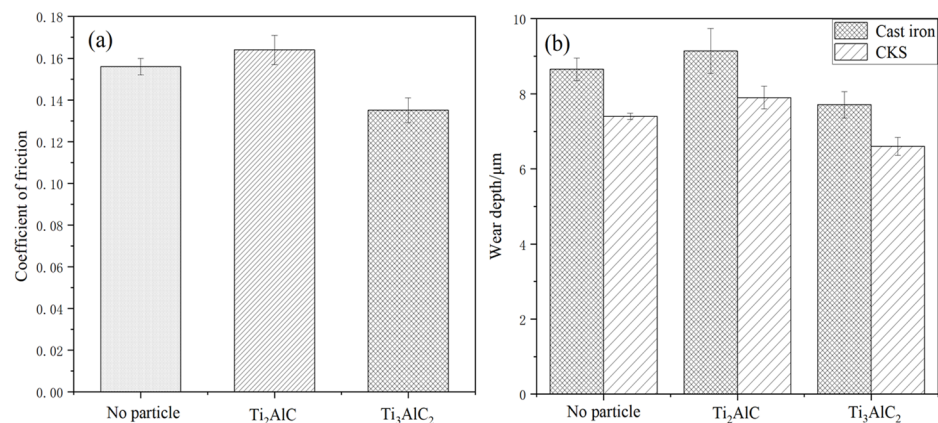 (a)
Coefficient of friction
0.18
0.16
0.14
0.12
0.10
0.08
0.06
0.04
0.02
0.00
No particle Ti₂AlC Ti₃AlC₂
(b)
Cast iron
CKS
Wear depth/μm
10
8
6
4
2
0
No particle Ti₂AlC Ti₃AlC₂